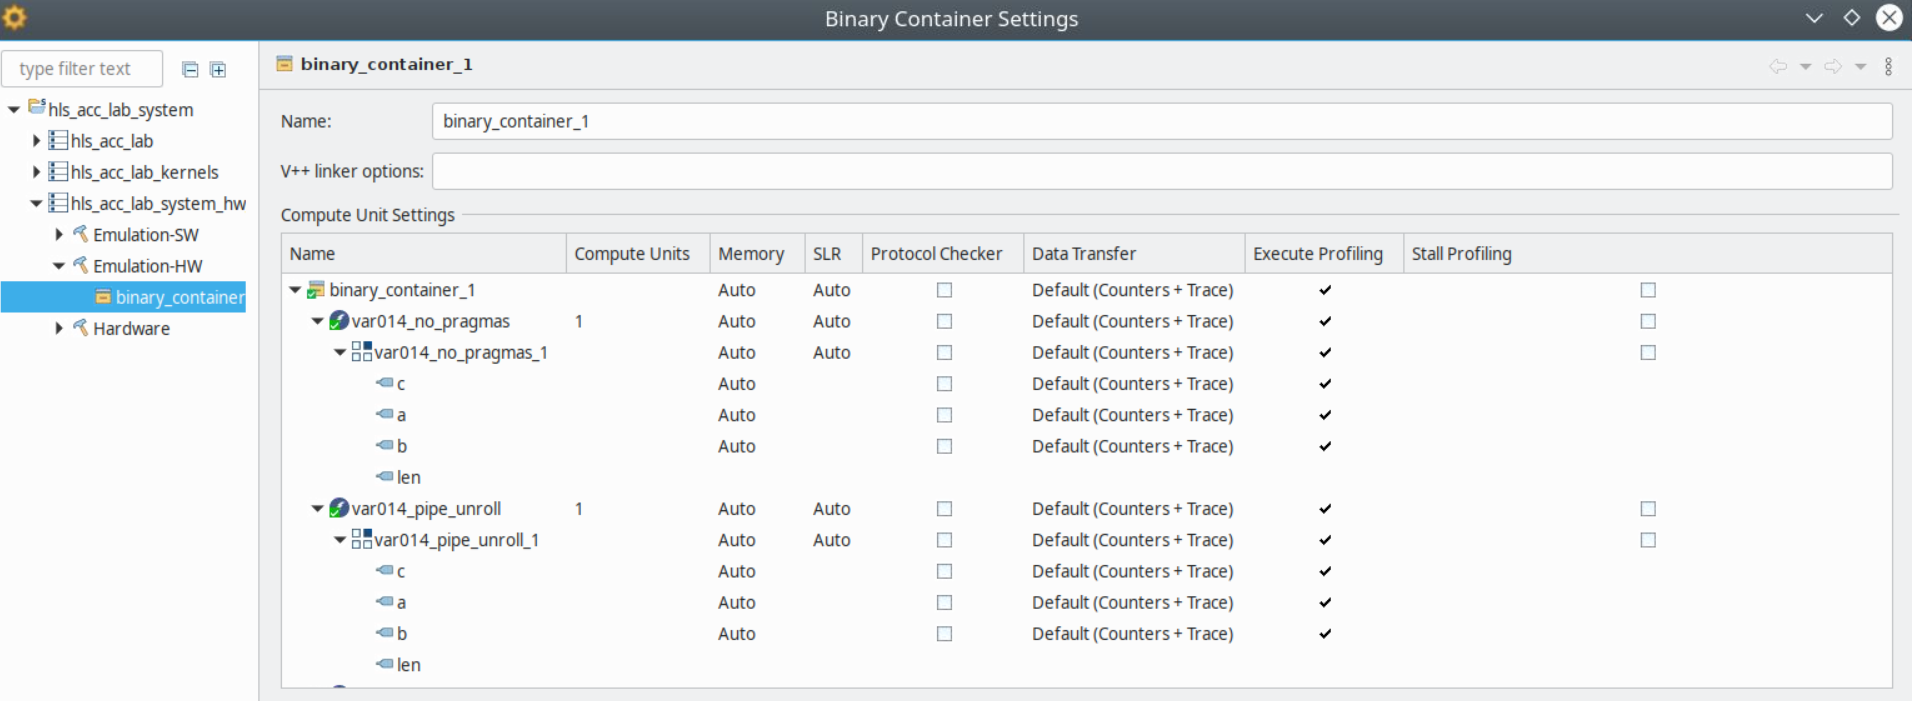 Binary Container Settings
type filter text
hls_acc_lab_system
hls_acc_lab
hls_acc_lab_kernels
hls_acc_lab_system_hw
Emulation-SW
Emulation-HW
binary_container
Hardware
binary_container_1
Name: binary_container_1
V++ linker options:
Compute Unit Settings
Name Compute Units Memory SLR Protocol Checker Data Transfer Execute Profiling Stall Profiling
binary_container_1 Auto Auto Default (Counters + Trace)
var014_no_pragmas 1 Auto Auto Default (Counters + Trace)
var014_no_pragmas_1 Auto Auto Default (Counters + Trace)
c Auto Default (Counters + Trace)
a Auto Default (Counters + Trace)
b Auto Default (Counters + Trace)
len
var014_pipe_unroll 1 Auto Auto Default (Counters + Trace)
var014_pipe_unroll_1 Auto Auto Default (Counters + Trace)
c Auto Default (Counters + Trace)
a Auto Default (Counters + Trace)
b Auto Default (Counters + Trace)
len